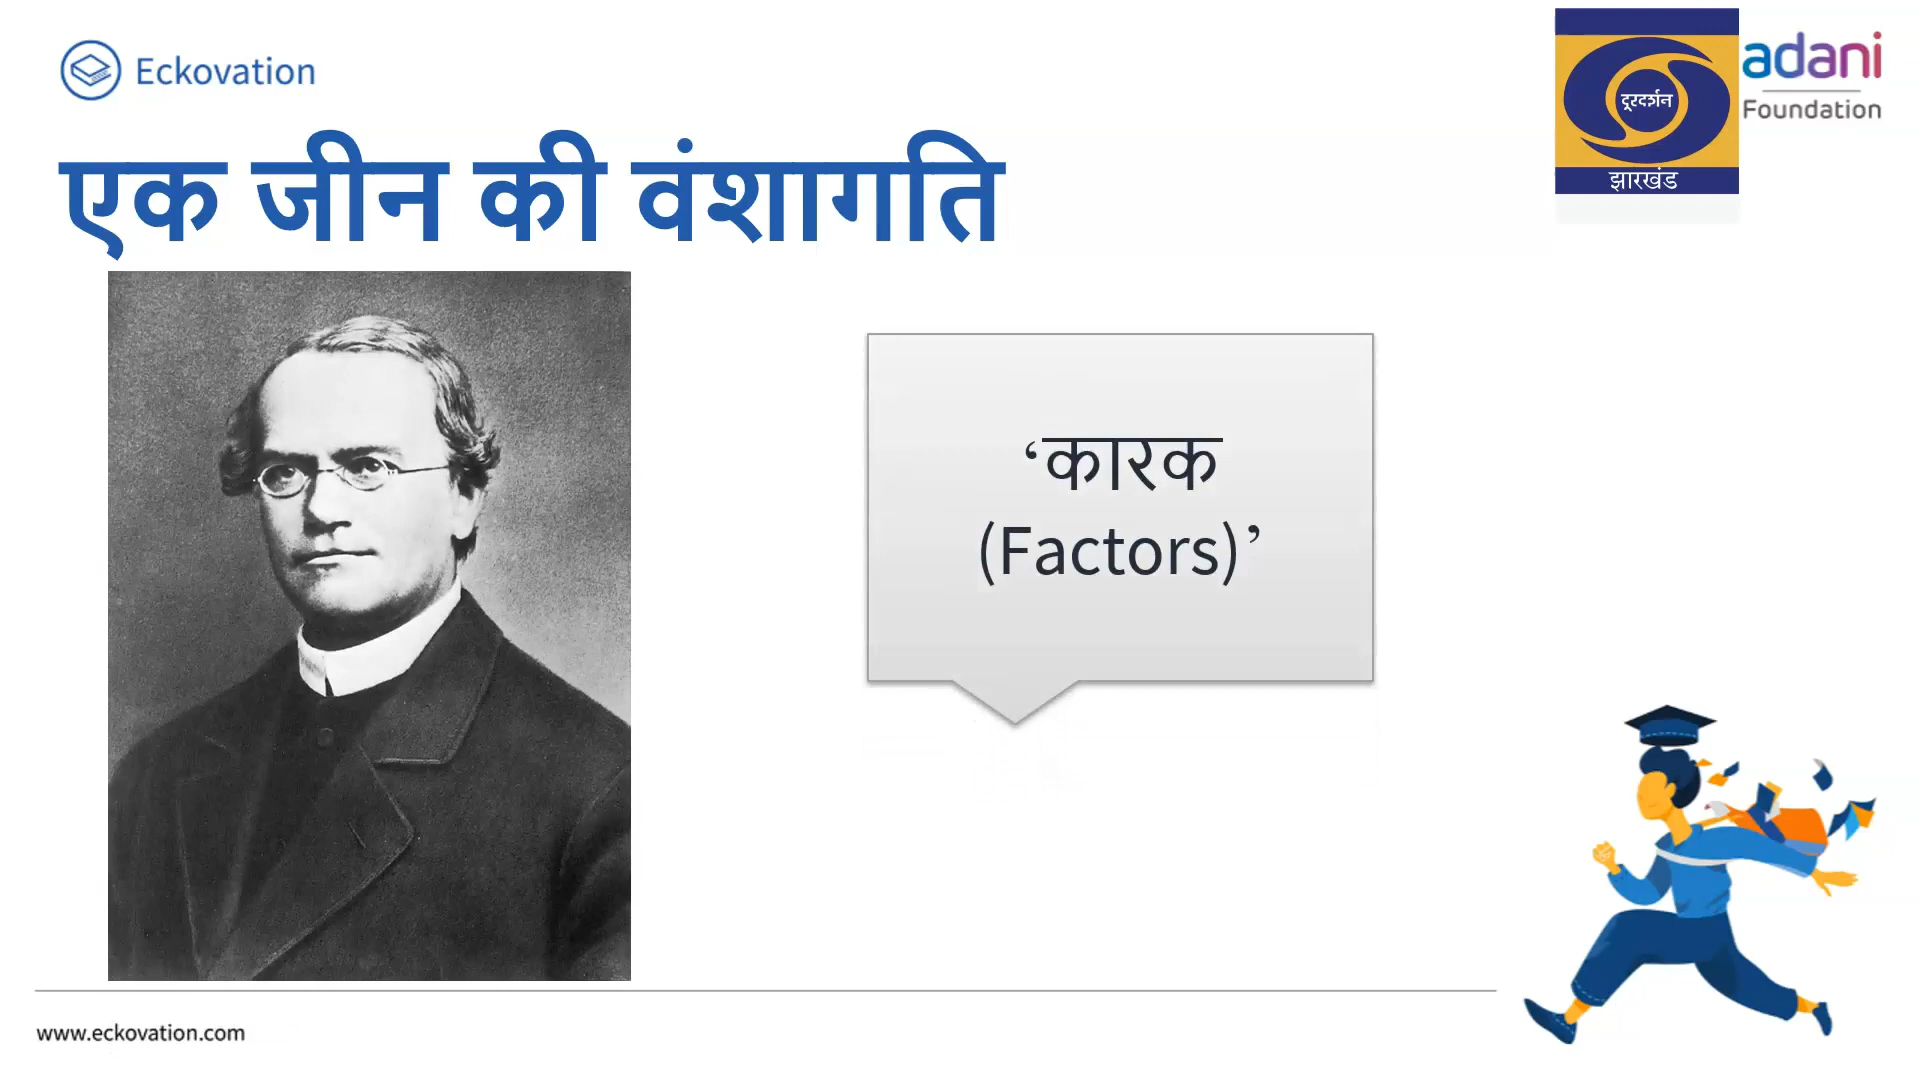 Eckovation
दूरदर्शन
झारखंड
adani
Foundation
एक जीन की वंशागति
‘कारक
(Factors)’
www.eckovation.com